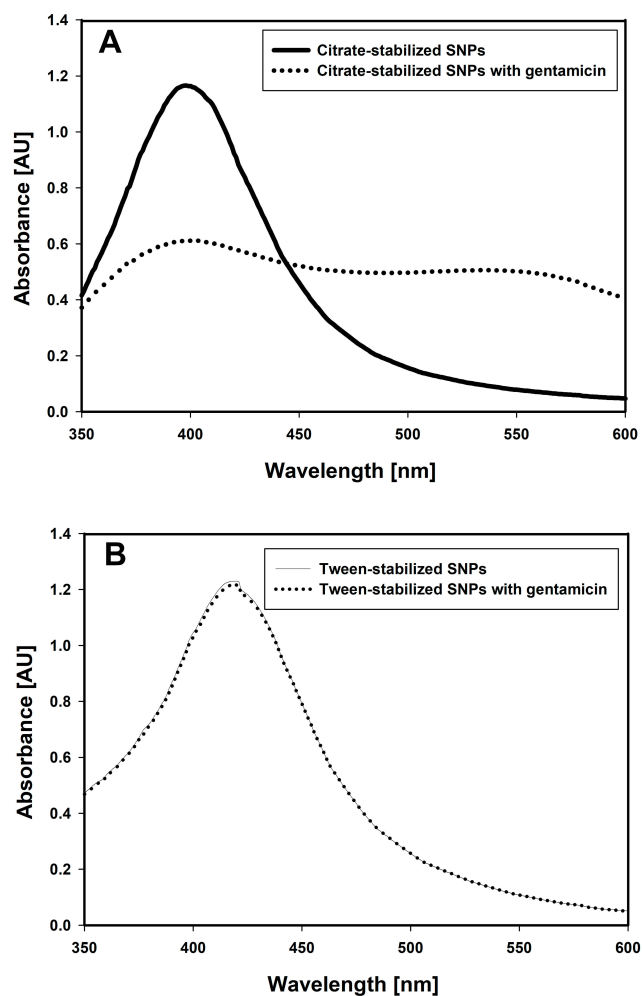 A
Citrate-stabilized SNPs
Citrate-stabilized SNPs with gentamicin
1.4
1.2
1.0
0.8
0.6
0.4
0.2
0.0
Absorbance [AU]
350 400 450 500 550 600
Wavelength [nm]
B
Tween-stabilized SNPs
Tween-stabilized SNPs with gentamicin
1.4
1.2
1.0
0.8
0.6
0.4
0.2
0.0
Absorbance [AU]
350 400 450 500 550 600
Wavelength [nm]